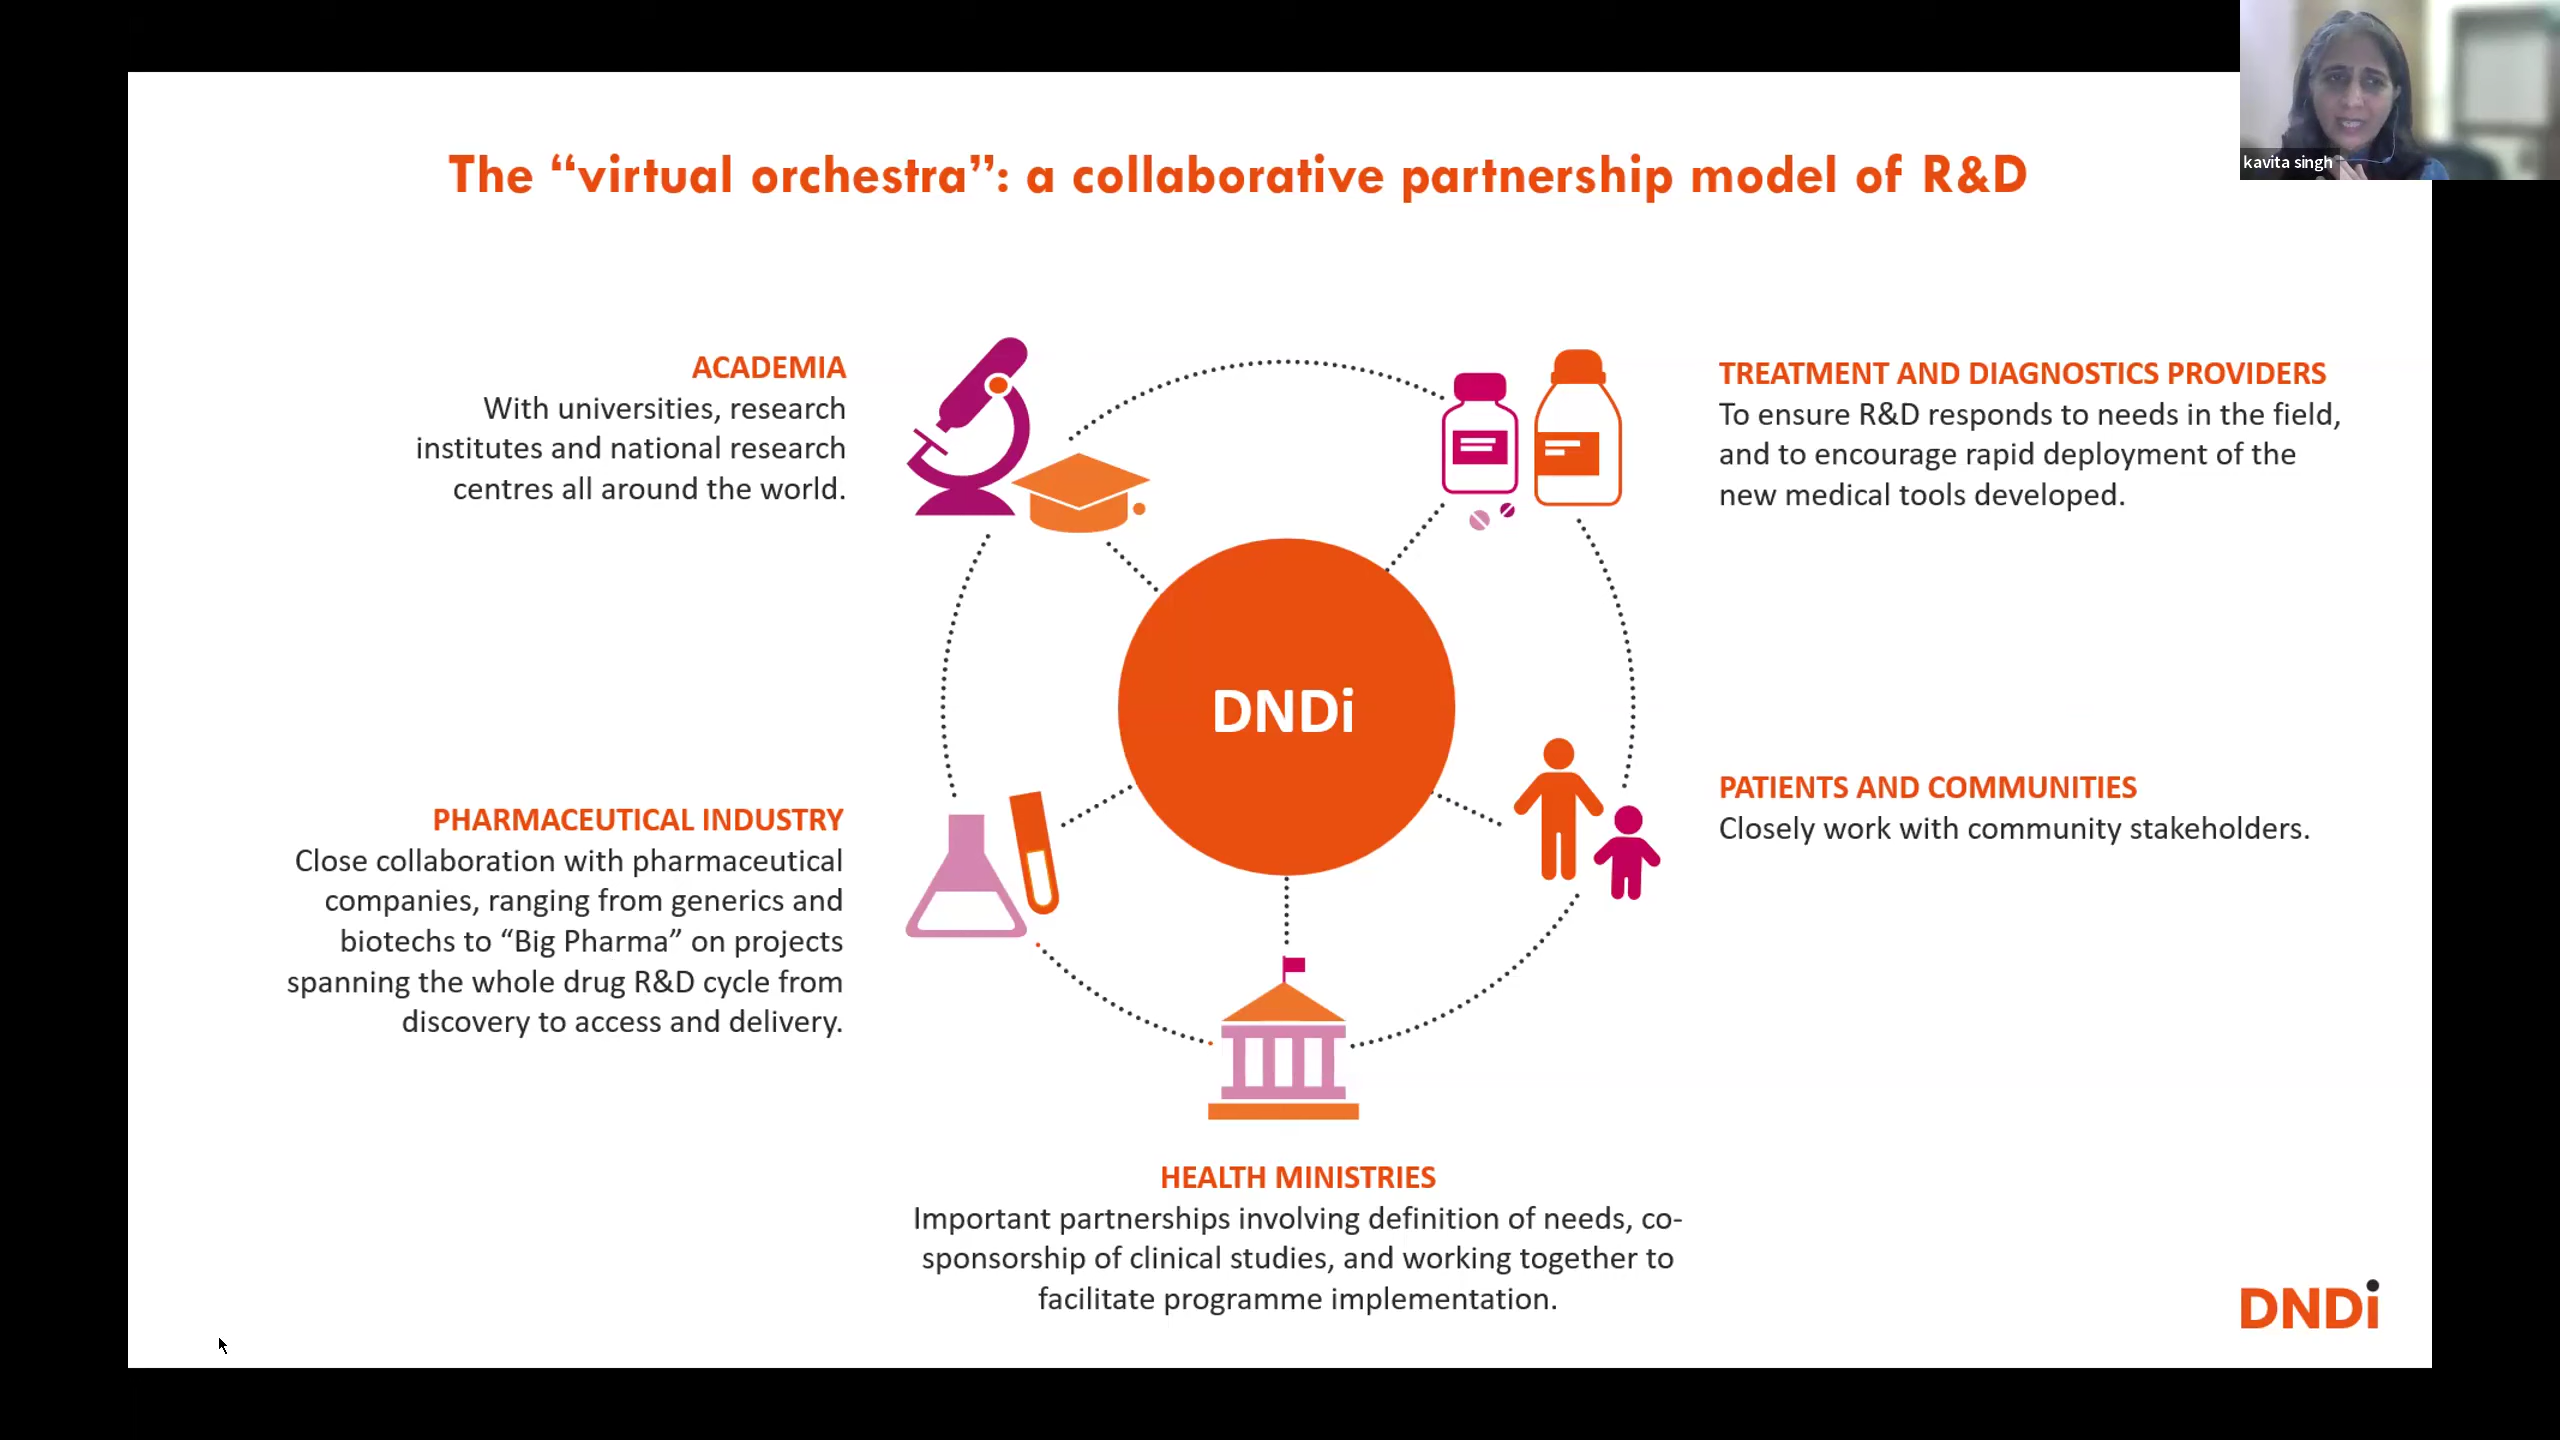 kavita singh
The “virtual orchestra”: a collaborative partnership model of R&D
ACADEMIA
With universities, research
institutes and national research
centres all around the world.
TREATMENT AND DIAGNOSTICS PROVIDERS
To ensure R&D responds to needs in the field,
and to encourage rapid deployment of the
new medical tools developed.
DNDi
PATIENTS AND COMMUNITIES
Closely work with community stakeholders.
PHARMACEUTICAL INDUSTRY
Close collaboration with pharmaceutical
companies, ranging from generics and
biotechs to “Big Pharma” on projects
spanning the whole drug R&D cycle from
discovery to access and delivery.
HEALTH MINISTRIES
Important partnerships involving definition of needs, co-
sponsorship of clinical studies, and working together to
facilitate programme implementation.
DNDi